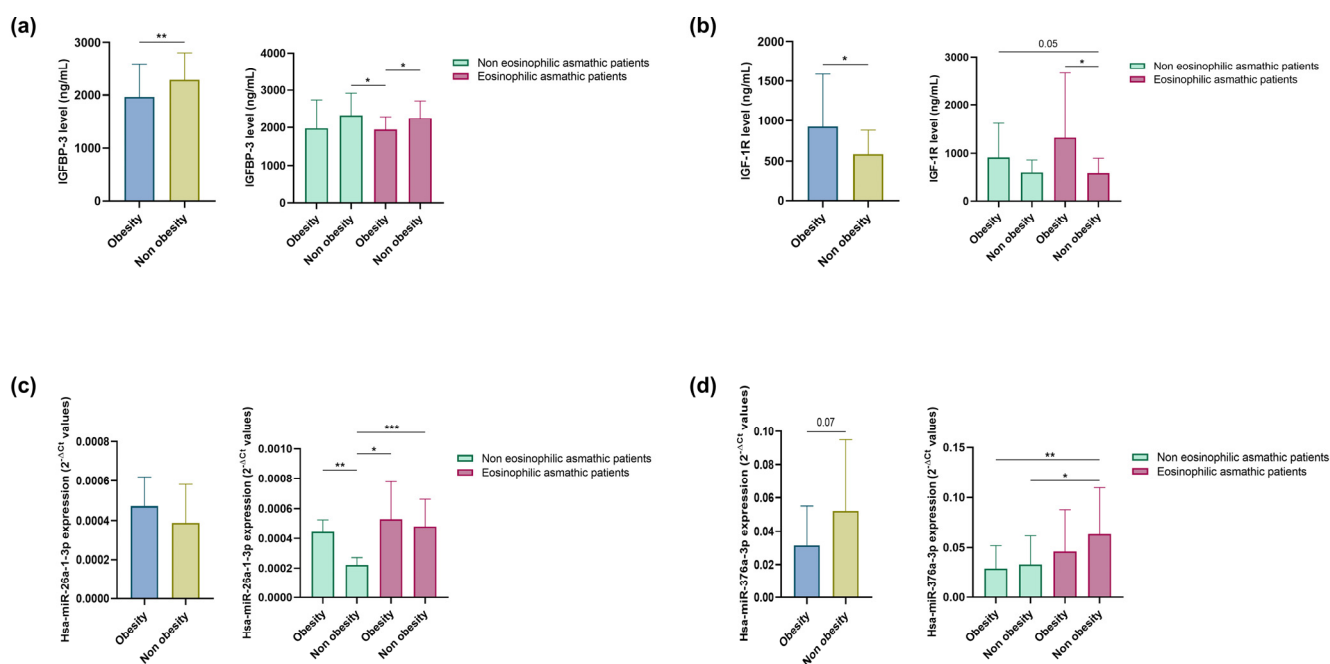 (a)
IGFBP-3 level (ng/mL)
3000
2000
1000
0
**
Obesity
Non obesity
IGFBP-3 level (ng/mL)
4000
3000
2000
1000
0
*
*
Obesity
Non obesity
Obesity
Non obesity
Non eosinophilic asmathic patients
Eosinophilic asmathic patients
(b)
IGF-1R level (ng/mL)
2000
1500
1000
500
0
*
Obesity
Non obesity
IGF-1R level (ng/mL)
3000
2000
1000
0
0.05
*
Obesity
Non obesity
Obesity
Non obesity
Non eosinophilic asmathic patients
Eosinophilic asmathic patients
(c)
Hsa-miR-26a-1-3p expression (2-ΔCt values)
0.0008
0.0006
0.0004
0.0002
0.0000
Obesity
Non obesity
Hsa-miR-26a-1-3p expression (2-ΔCt values)
0.0010
0.0008
0.0006
0.0004
0.0002
0.0000
***
*
**
Obesity
Non obesity
Obesity
Non obesity
Non eosinophilic asmathic patients
Eosinophilic asmathic patients
(d)
Hsa-miR-376a-3p expression (2-ΔCt values)
0.10
0.08
0.06
0.04
0.02
0.00
0.07
Obesity
Non obesity
Hsa-miR-376a-3p expression (2-ΔCt values)
0.15
0.10
0.05
0.00
**
*
Obesity
Non obesity
Obesity
Non obesity
Non eosinophilic asmathic patients
Eosinophilic asmathic patients